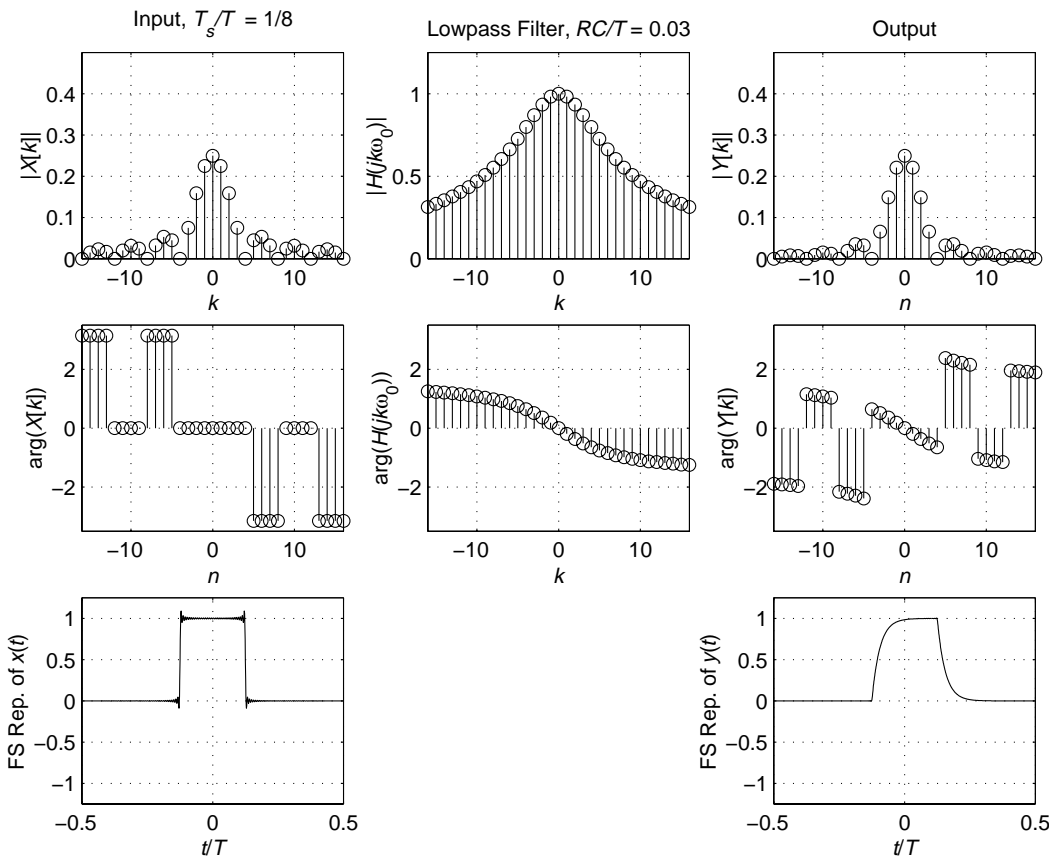 Input, T_s/T = 1/8
Lowpass Filter, RC/T = 0.03
Output
|X[k]|
0.4
0.3
0.2
0.1
0
−10
0
10
k
|H(jkω_0)|
1
0.5
0
−10
0
10
k
|Y[k]|
0.4
0.3
0.2
0.1
0
−10
0
10
n
arg(X[k])
2
0
−2
−10
0
10
n
arg(H(jkω_0))
2
0
−2
−10
0
10
k
arg(Y[k])
2
0
−2
−10
0
10
n
FS Rep. of x(t)
1
0.5
0
−0.5
−1
−0.5
0
0.5
t/T
FS Rep. of y(t)
1
0.5
0
−0.5
−1
−0.5
0
0.5
t/T